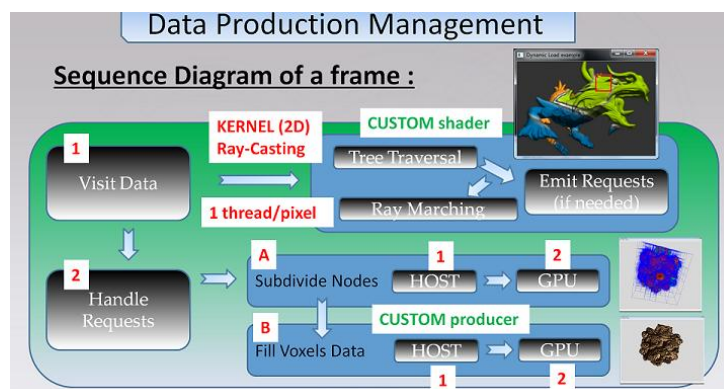 Data Production Management
Sequence Diagram of a frame :
Dynamic Load example
1
Visit Data
KERNEL (2D)
Ray-Casting
1 thread/pixel
CUSTOM shader
Tree Traversal
Ray Marching
Emit Requests
(if needed)
2
Handle
Requests
A
Subdivide Nodes
1
HOST
2
GPU
B
Fill Voxels Data
CUSTOM producer
HOST
GPU
1
2